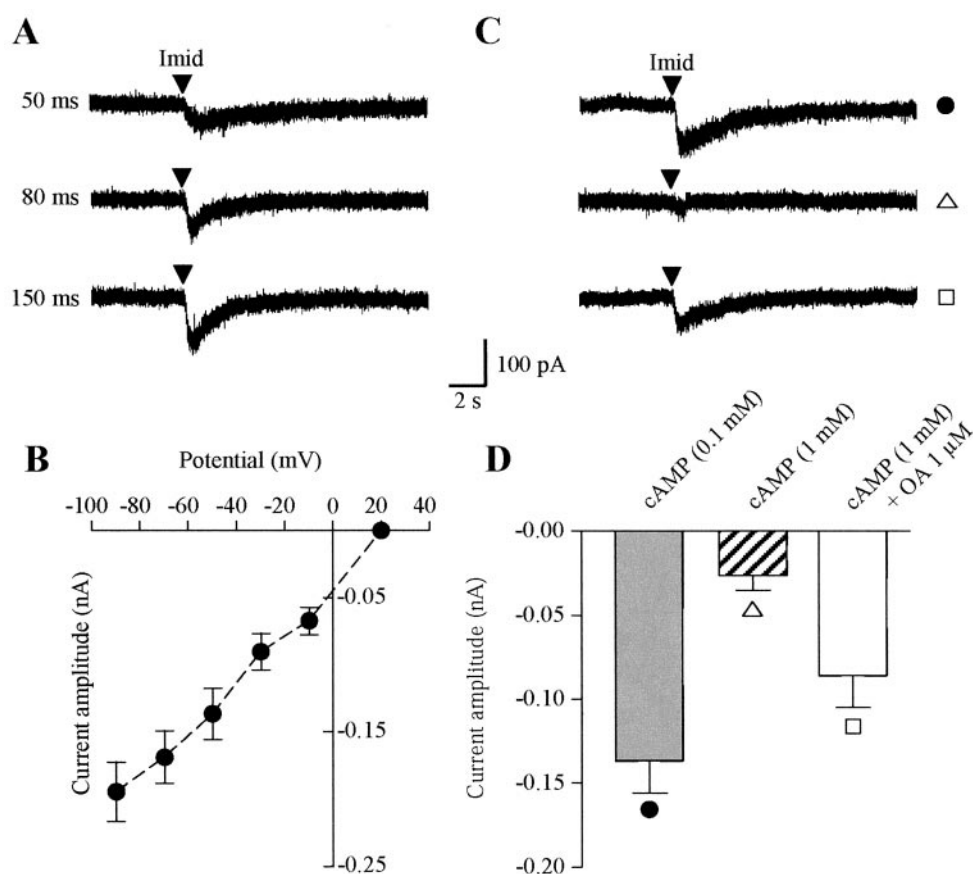 A
Imid
50 ms
80 ms
150 ms
100 pA
2 s
C
Imid
B
Potential (mV)
-100 -80 -60 -40 -20 0 20 40
-0.05
-0.15
-0.25
Current amplitude (nA)
D
cAMP (0.1 mM)
cAMP (1 mM)
cAMP (1 mM)
+ OA 1 µM
-0.00
-0.05
-0.10
-0.15
-0.20
Current amplitude (nA)